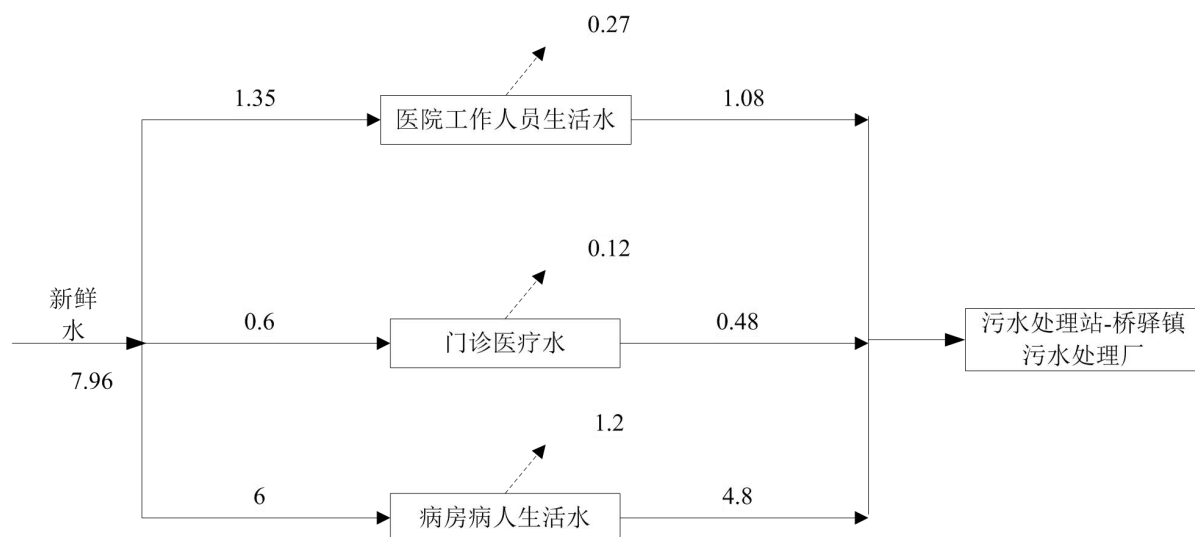 0.27
1.35
医院工作人员生活水
1.08
0.12
新鲜
水
7.96
0.6
门诊医疗水
0.48
污水处理站-桥驿镇
污水处理厂
1.2
6
病房病人生活水
4.8